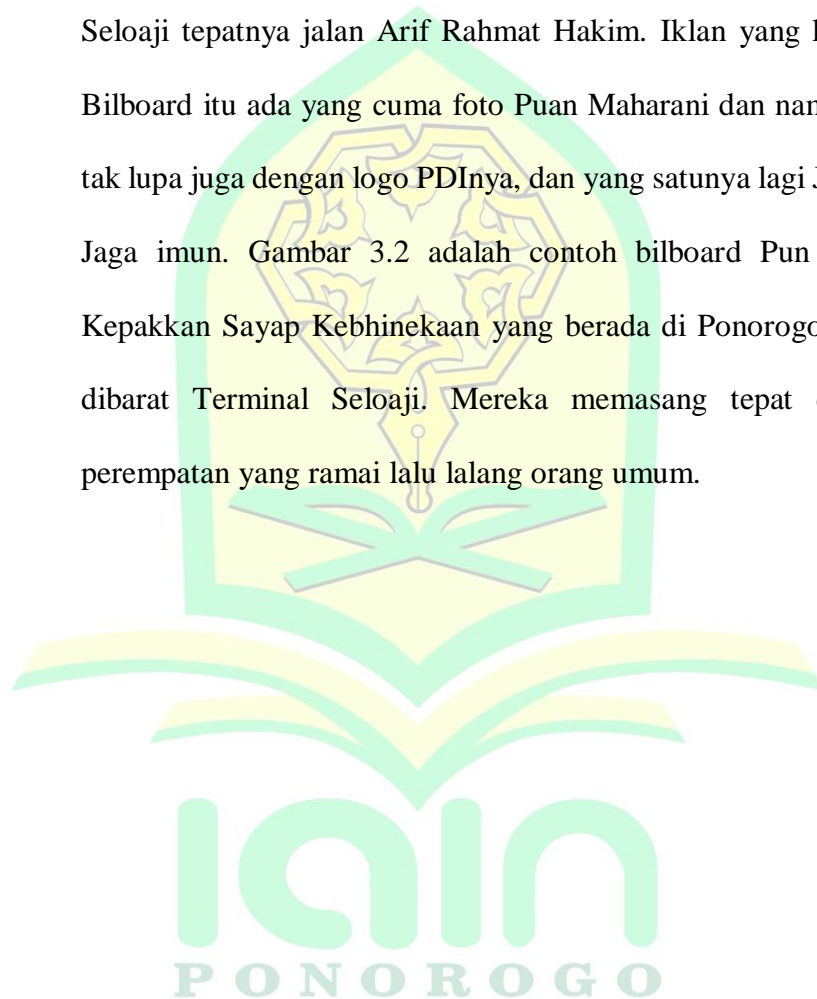 Seloaji tepatnya jalan Arif Rahmat Hakim. Iklan yang
Bilboard itu ada yang cuma foto Puan Maharani dan
tak lupa juga dengan logo PDInya, dan yang satunya lagi
Jaga imun. Gambar 3.2 adalah contoh bilboard Pun
Kepakkan Sayap Kebhinekaan yang berada di Ponorogo
dibarat Terminal Seloaji. Mereka memasang tepat
perempatan yang ramai lalu lalang orang umum.
iain
PONOROGO